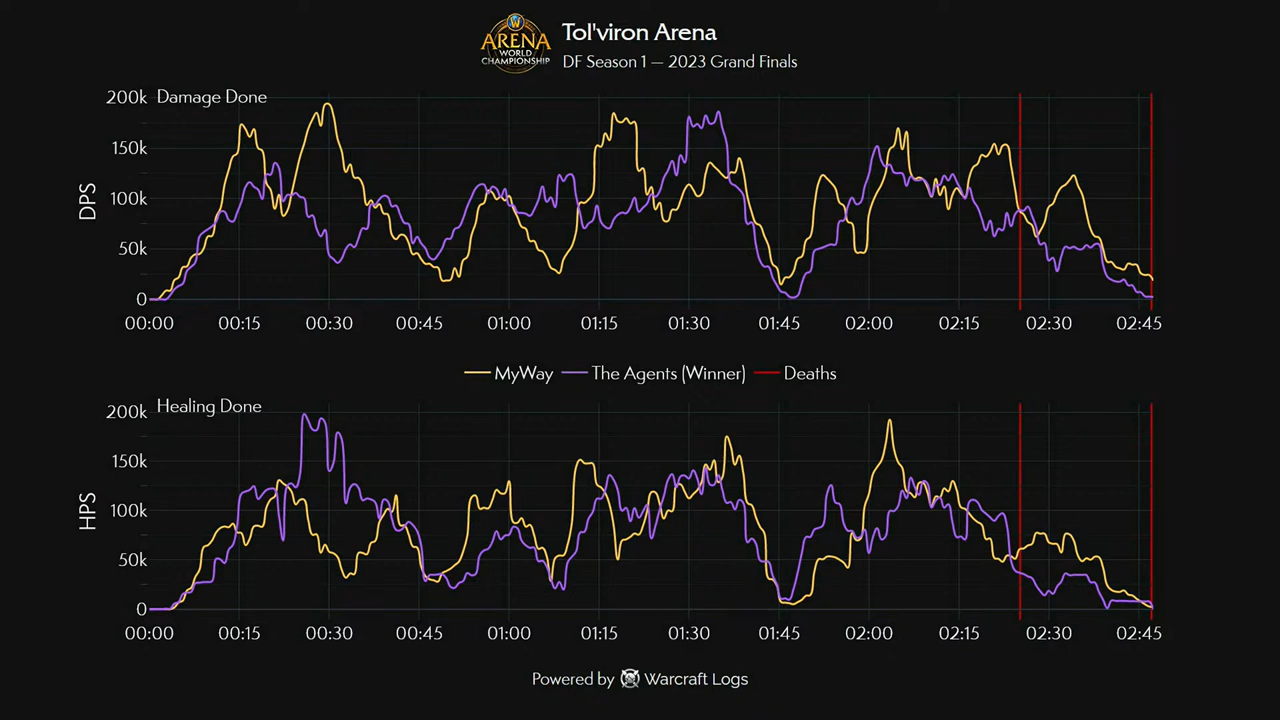 W
ARENA
WORLD
CHAMPIONSHIP
Tol'viron Arena
DF Season 1 — 2023 Grand Finals
Damage Done
200k
150k
100k
50k
0
DPS
00:00 00:15 00:30 00:45 01:00 01:15 01:30 01:45 02:00 02:15 02:30 02:45
MyWay The Agents (Winner) Deaths
Healing Done
200k
150k
100k
50k
0
HPS
00:00 00:15 00:30 00:45 01:00 01:15 01:30 01:45 02:00 02:15 02:30 02:45
Powered by Warcraft Logs